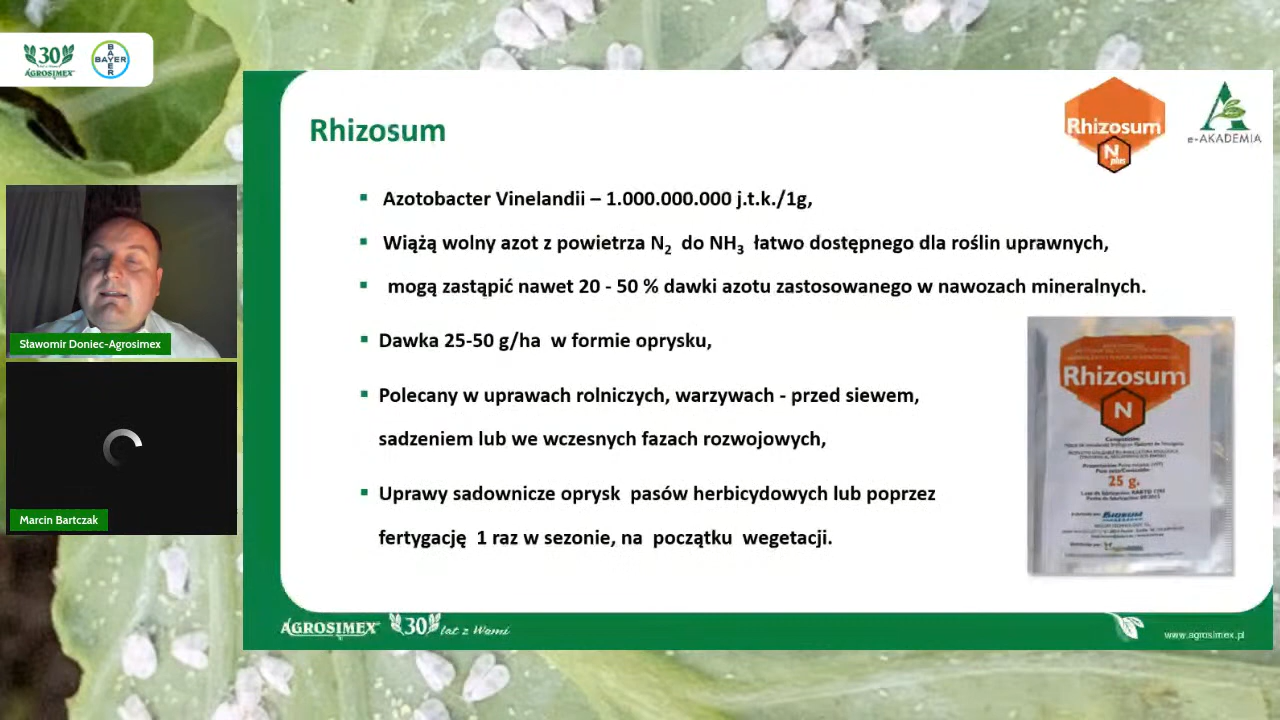 30
AGROSIMEX
BAYER
BAYER
Rhizosum
Rhizosum
N
plus
e-AKADEMIA
Azotobacter Vinelandii – 1.000.000.000 j.t.k./1g,
Wiążą wolny azot z powietrza N₂ do NH₃ łatwo dostępnego dla roślin uprawnych,
mogą zastąpić nawet 20 - 50 % dawki azotu zastosowanego w nawozach mineralnych.
Dawka 25-50 g/ha w formie oprysku,
Polecany w uprawach rolniczych, warzywach - przed siewem,
sadzeniem lub we wczesnych fazach rozwojowych,
Uprawy sadownicze oprysk pasów herbicydowych lub poprzez
fertygację 1 raz w sezonie, na początku wegetacji.
Rhizosum
N
25 g.
Sławomir Doniec-Agrosimex
Marcin Bartczak
AGROSIMEX 30 lat z Wami
www.agrosimex.pl